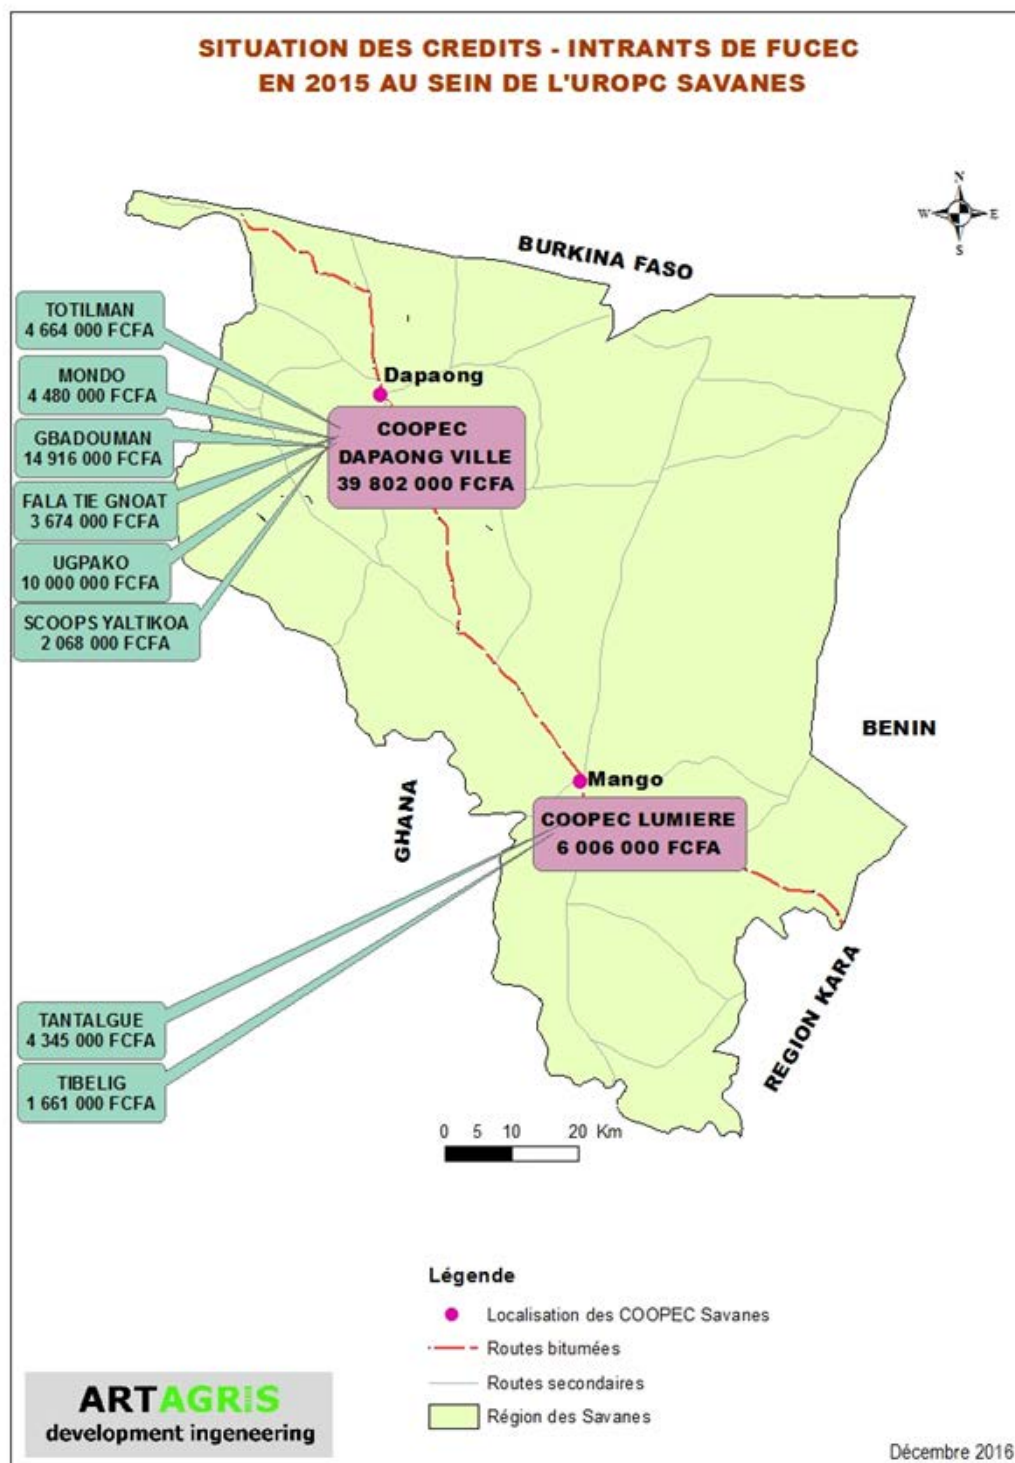 SITUATION DES CREDITS - INTRANTS DE FUCEC
EN 2015 AU SEIN DE L'UROPC SAVANES
N
W
E
S
BURKINA FASO
TOTILMAN
4 664 000 FCFA
MONDO
4 480 000 FCFA
GBADOUMAN
14 916 000 FCFA
FALA TIE GNOAT
3 674 000 FCFA
UGPAKO
10 000 000 FCFA
SCOOPS YALTIKOA
2 068 000 FCFA
Dapaong
COOPEC
DAPAONG VILLE
39 802 000 FCFA
BENIN
GHANA
Mango
COOPEC LUMIERE
6 006 000 FCFA
TANTALGUE
4 345 000 FCFA
TIBELIG
1 661 000 FCFA
REGION KARA
0 5 10 20 Km
Légende
Localisation des COOPEC Savanes
Routes bitumées
Routes secondaires
Région des Savanes
ARTAGRIS
development ingeneering
Décembre 2016